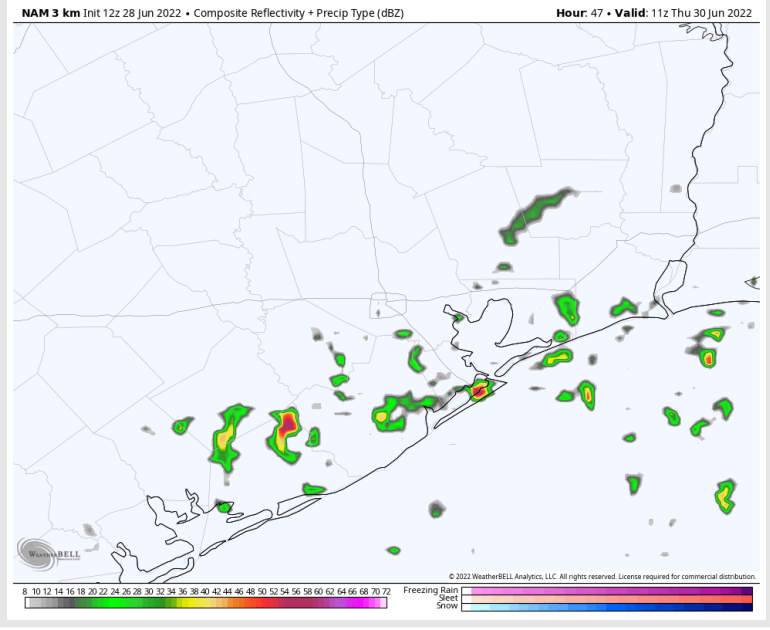 NAM 3 km Init 12z 28 Jun 2022 • Composite Reflectivity + Precip Type (dBZ)
Hour: 47 • Valid: 11z Thu 30 Jun 2022
WEATHERBELL
© 2022 WeatherBELL Analytics, LLC. All rights reserved. License required for commercial distribution.
8 10 12 14 16 18 20 22 24 26 28 30 32 34 36 38 40 42 44 46 48 50 52 54 56 58 60 62 64 66 68 70 72
Freezing Rain
Sleet
Snow